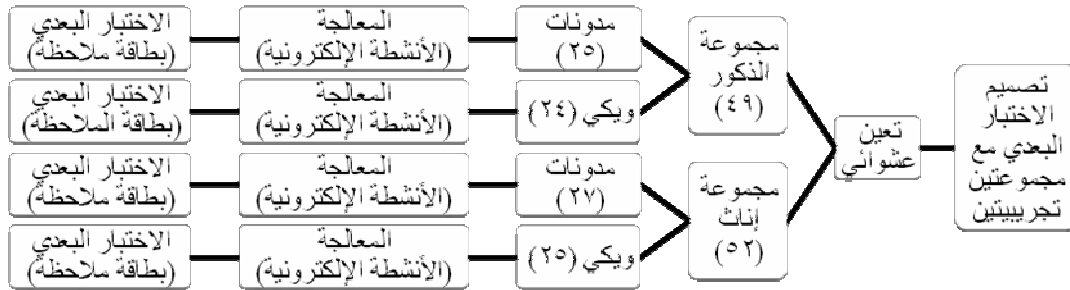 تصميم
الاختبار
البعدي مع
مجموعتين
تجريبيتين
تعين
عشوائي
مجموعة
الذكور
(٤٩)
مدونات
(٢٥)
المعالجة
(الأنشطة الإلكترونية)
الاختبار البعدي
(بطاقة ملاحظة)
ويكي (٢٤)
المعالجة
(الأنشطة الإلكترونية)
الاختبار البعدي
(بطاقة الملاحظة)
مجموعة
إناث
(٥٢)
مدونات
(٢٧)
المعالجة
(الأنشطة الإلكترونية)
الاختبار البعدي
(بطاقة ملاحظة)
ويكي (٢٥)
المعالجة
(الأنشطة الإلكترونية)
الاختبار البعدي
(بطاقة ملاحظة)